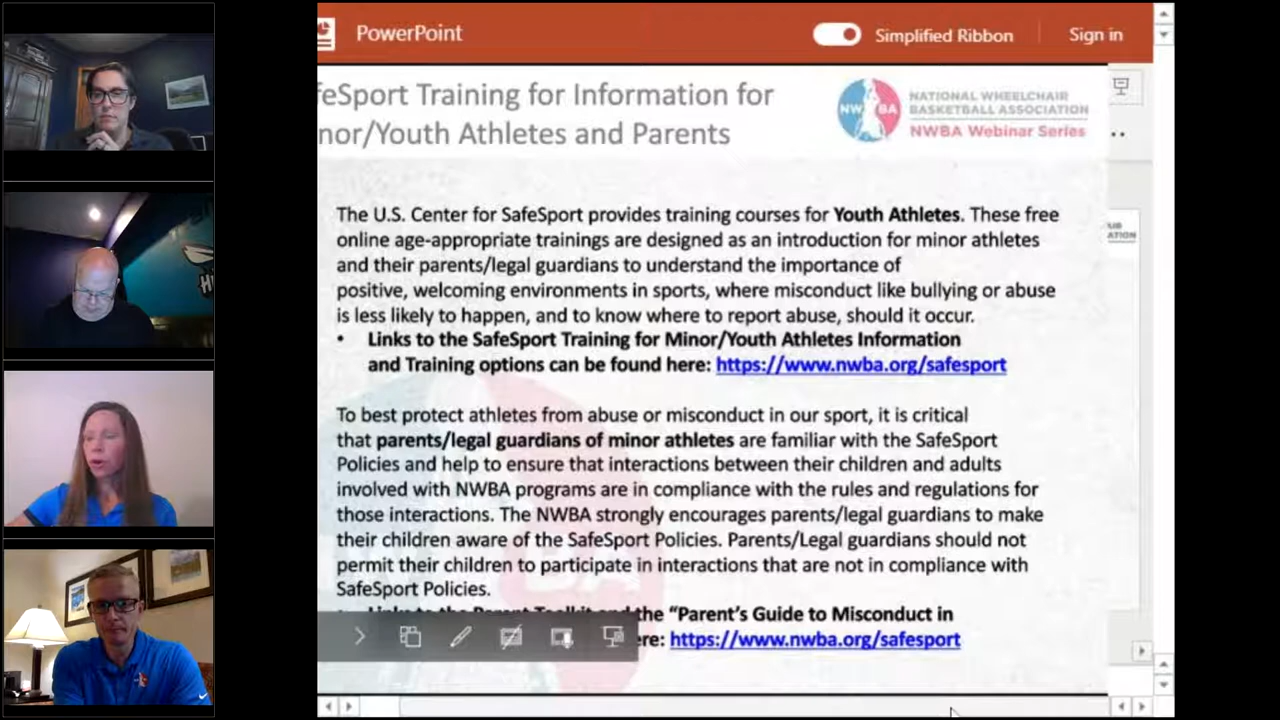 PowerPoint
Simplified Ribbon
Sign in
feSport Training for Information for
nor/Youth Athletes and Parents
NW BA
NATIONAL WHEELCHAIR
BASKETBALL ASSOCIATION
NWBA Webinar Series
The U.S. Center for SafeSport provides training courses for Youth Athletes. These free
online age-appropriate trainings are designed as an introduction for minor athletes
and their parents/legal guardians to understand the importance of
positive, welcoming environments in sports, where misconduct like bullying or abuse
is less likely to happen, and to know where to report abuse, should it occur.
• Links to the SafeSport Training for Minor/Youth Athletes Information
and Training options can be found here: https://www.nwba.org/safesport
To best protect athletes from abuse or misconduct in our sport, it is critical
that parents/legal guardians of minor athletes are familiar with the SafeSport
Policies and help to ensure that interactions between their children and adults
involved with NWBA programs are in compliance with the rules and regulations for
those interactions. The NWBA strongly encourages parents/legal guardians to make
their children aware of the SafeSport Policies. Parents/Legal guardians should not
permit their children to participate in interactions that are not in compliance with
SafeSport Policies.
Links to the Parent Toolkit and the “Parent's Guide to Misconduct in
ere: https://www.nwba.org/safesport